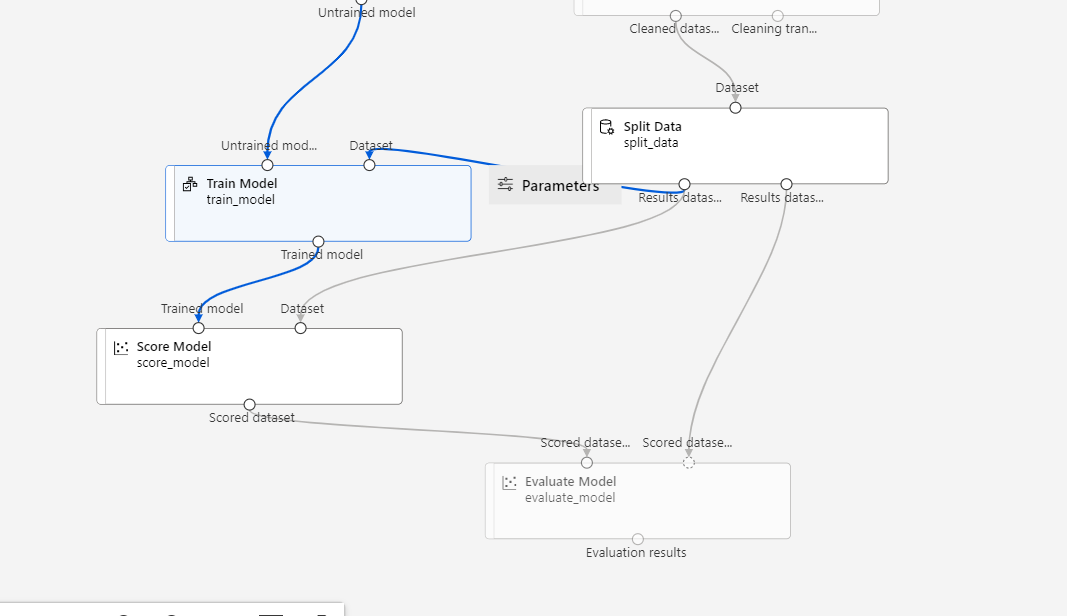 Untrained model
Cleaned datas...
Cleaning tran...
Dataset
Split Data
split_data
Untrained mod...
Dataset
Train Model
train_model
Parameters
Results datas...
Results datas...
Trained model
Trained model
Dataset
Score Model
score_model
Scored dataset
Scored datase...
Scored datase...
Evaluate Model
evaluate_model
Evaluation results